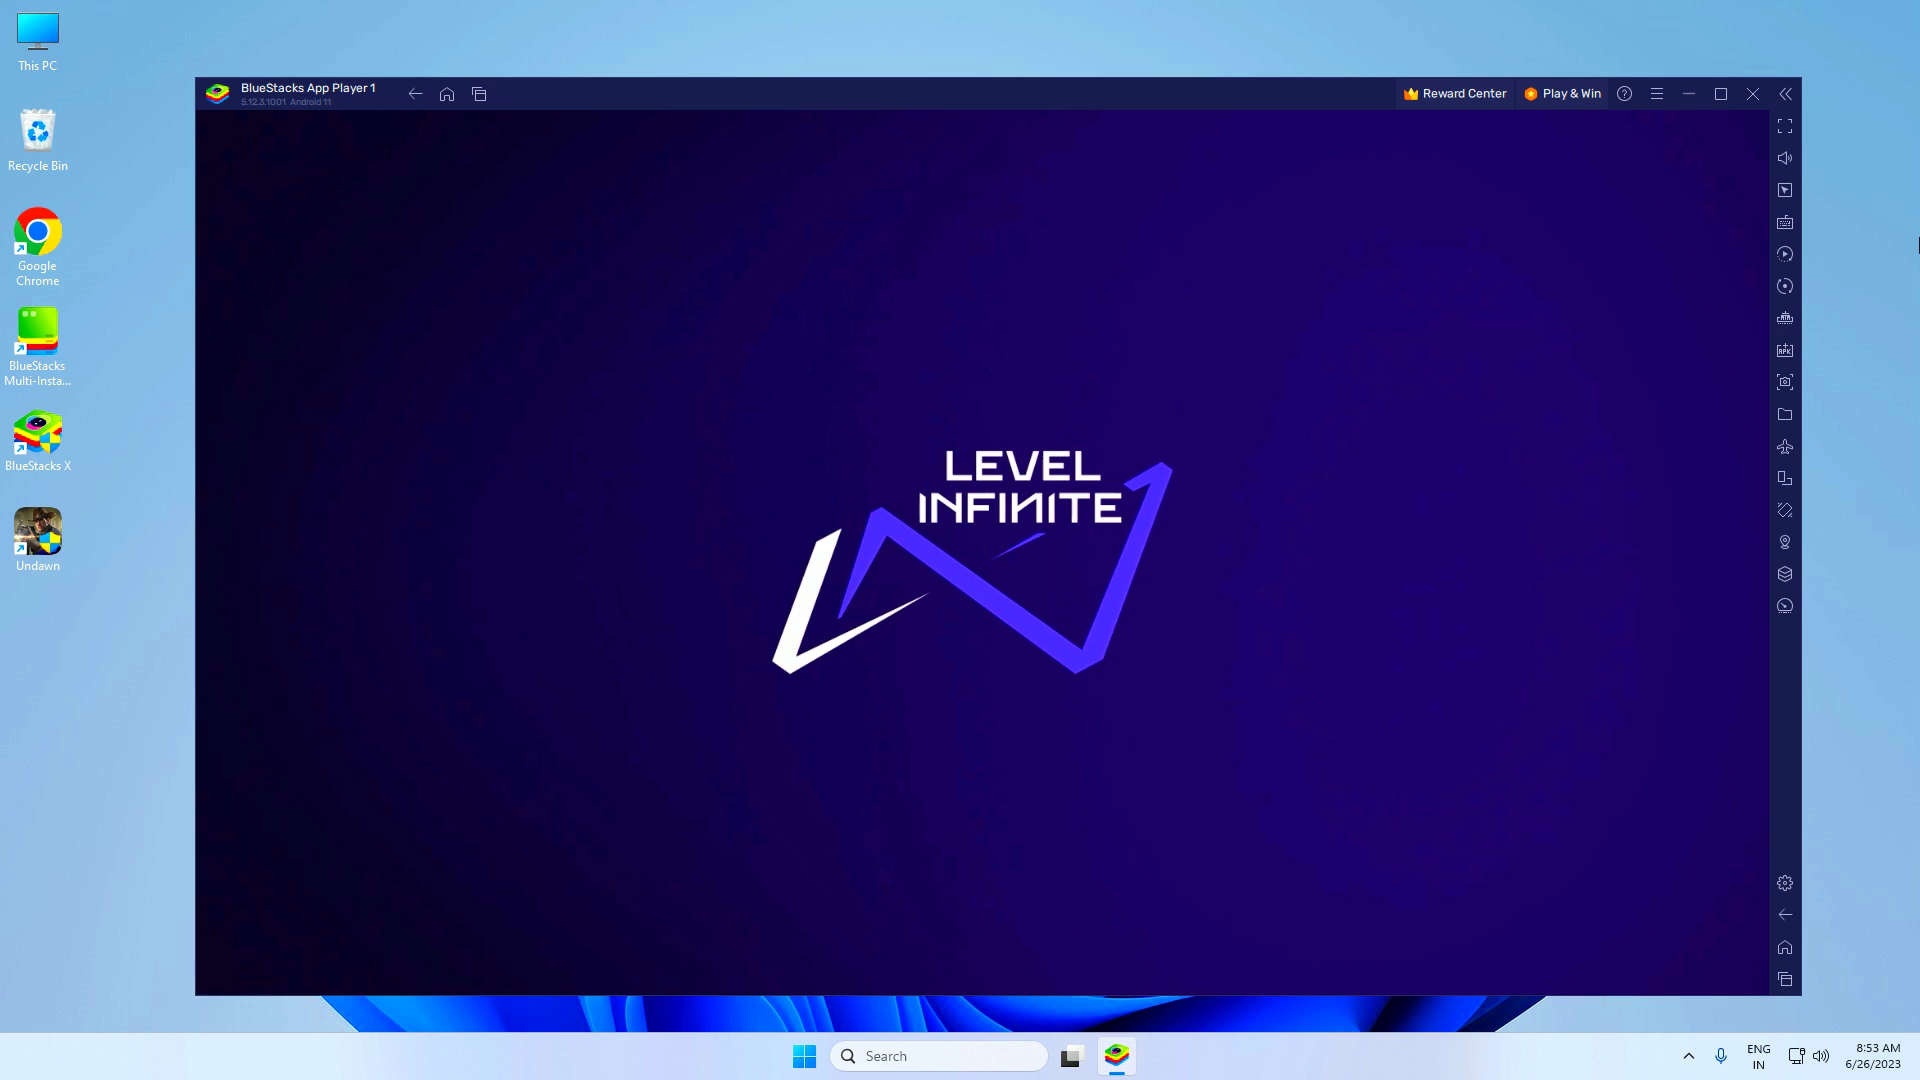 This PC
Recycle Bin
Google
Chrome
BlueStacks
Multi-Insta...
BlueStacks X
Undawn
BlueStacks App Player 1
5.12.3.1001 Android 11
Reward Center
Play & Win
LEVEL
INFINITE
Search
ENG
IN
8:53 AM
6/26/2023